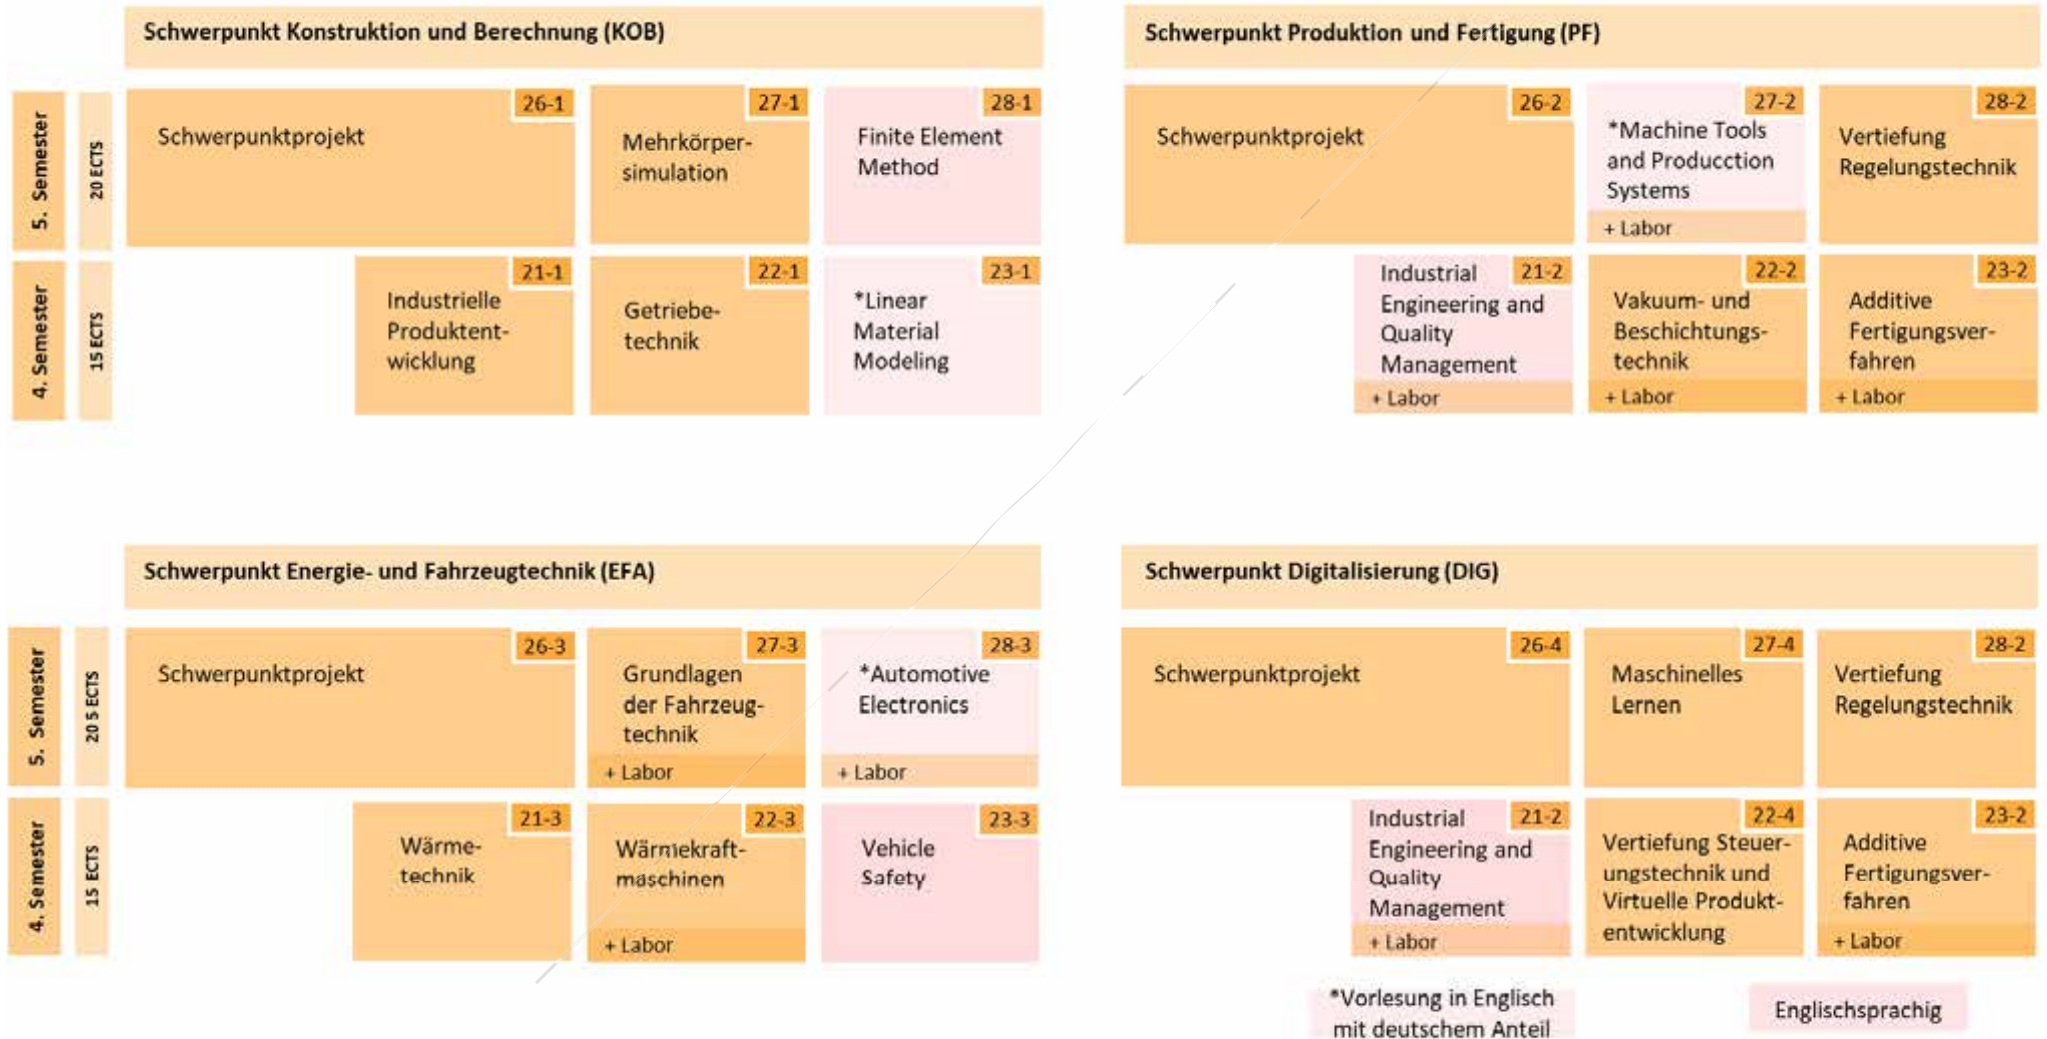 Schwerpunkt Konstruktion und Berechnung (KOB)
5. Semester
20 ECTS
26-1
Schwerpunktprojekt
27-1
Mehrkörper-
simulation
28-1
Finite Element
Method
4. Semester
15 ECTS
21-1
Industrielle
Produktent-
wicklung
22-1
Getriebe-
technik
23-1
*Linear
Material
Modeling
Schwerpunkt Produktion und Fertigung (PF)
26-2
Schwerpunktprojekt
27-2
*Machine Tools
and Producction
Systems
+ Labor
28-2
Vertiefung
Regelungstechnik
21-2
Industrial
Engineering and
Quality
Management
+ Labor
22-2
Vakuum- und
Beschichtungs-
technik
+ Labor
23-2
Additive
Fertigungsver-
fahren
+ Labor
Schwerpunkt Energie- und Fahrzeugtechnik (EFA)
5. Semester
20 5 ECTS
26-3
Schwerpunktprojekt
27-3
Grundlagen
der Fahrzeug-
technik
+ Labor
28-3
*Automotive
Electronics
+ Labor
4. Semester
15 ECTS
21-3
Wärme-
technik
22-3
Wärmekraft-
maschinen
+ Labor
23-3
Vehicle
Safety
Schwerpunkt Digitalisierung (DIG)
26-4
Schwerpunktprojekt
27-4
Maschinelles
Lernen
28-2
Vertiefung
Regelungstechnik
21-2
Industrial
Engineering and
Quality
Management
+ Labor
22-4
Vertiefung Steuer-
ungstechnik und
Virtuelle Produkt-
entwicklung
23-2
Additive
Fertigungsver-
fahren
+ Labor
*Vorlesung in Englisch
mit deutschem Anteil
Englischsprachig